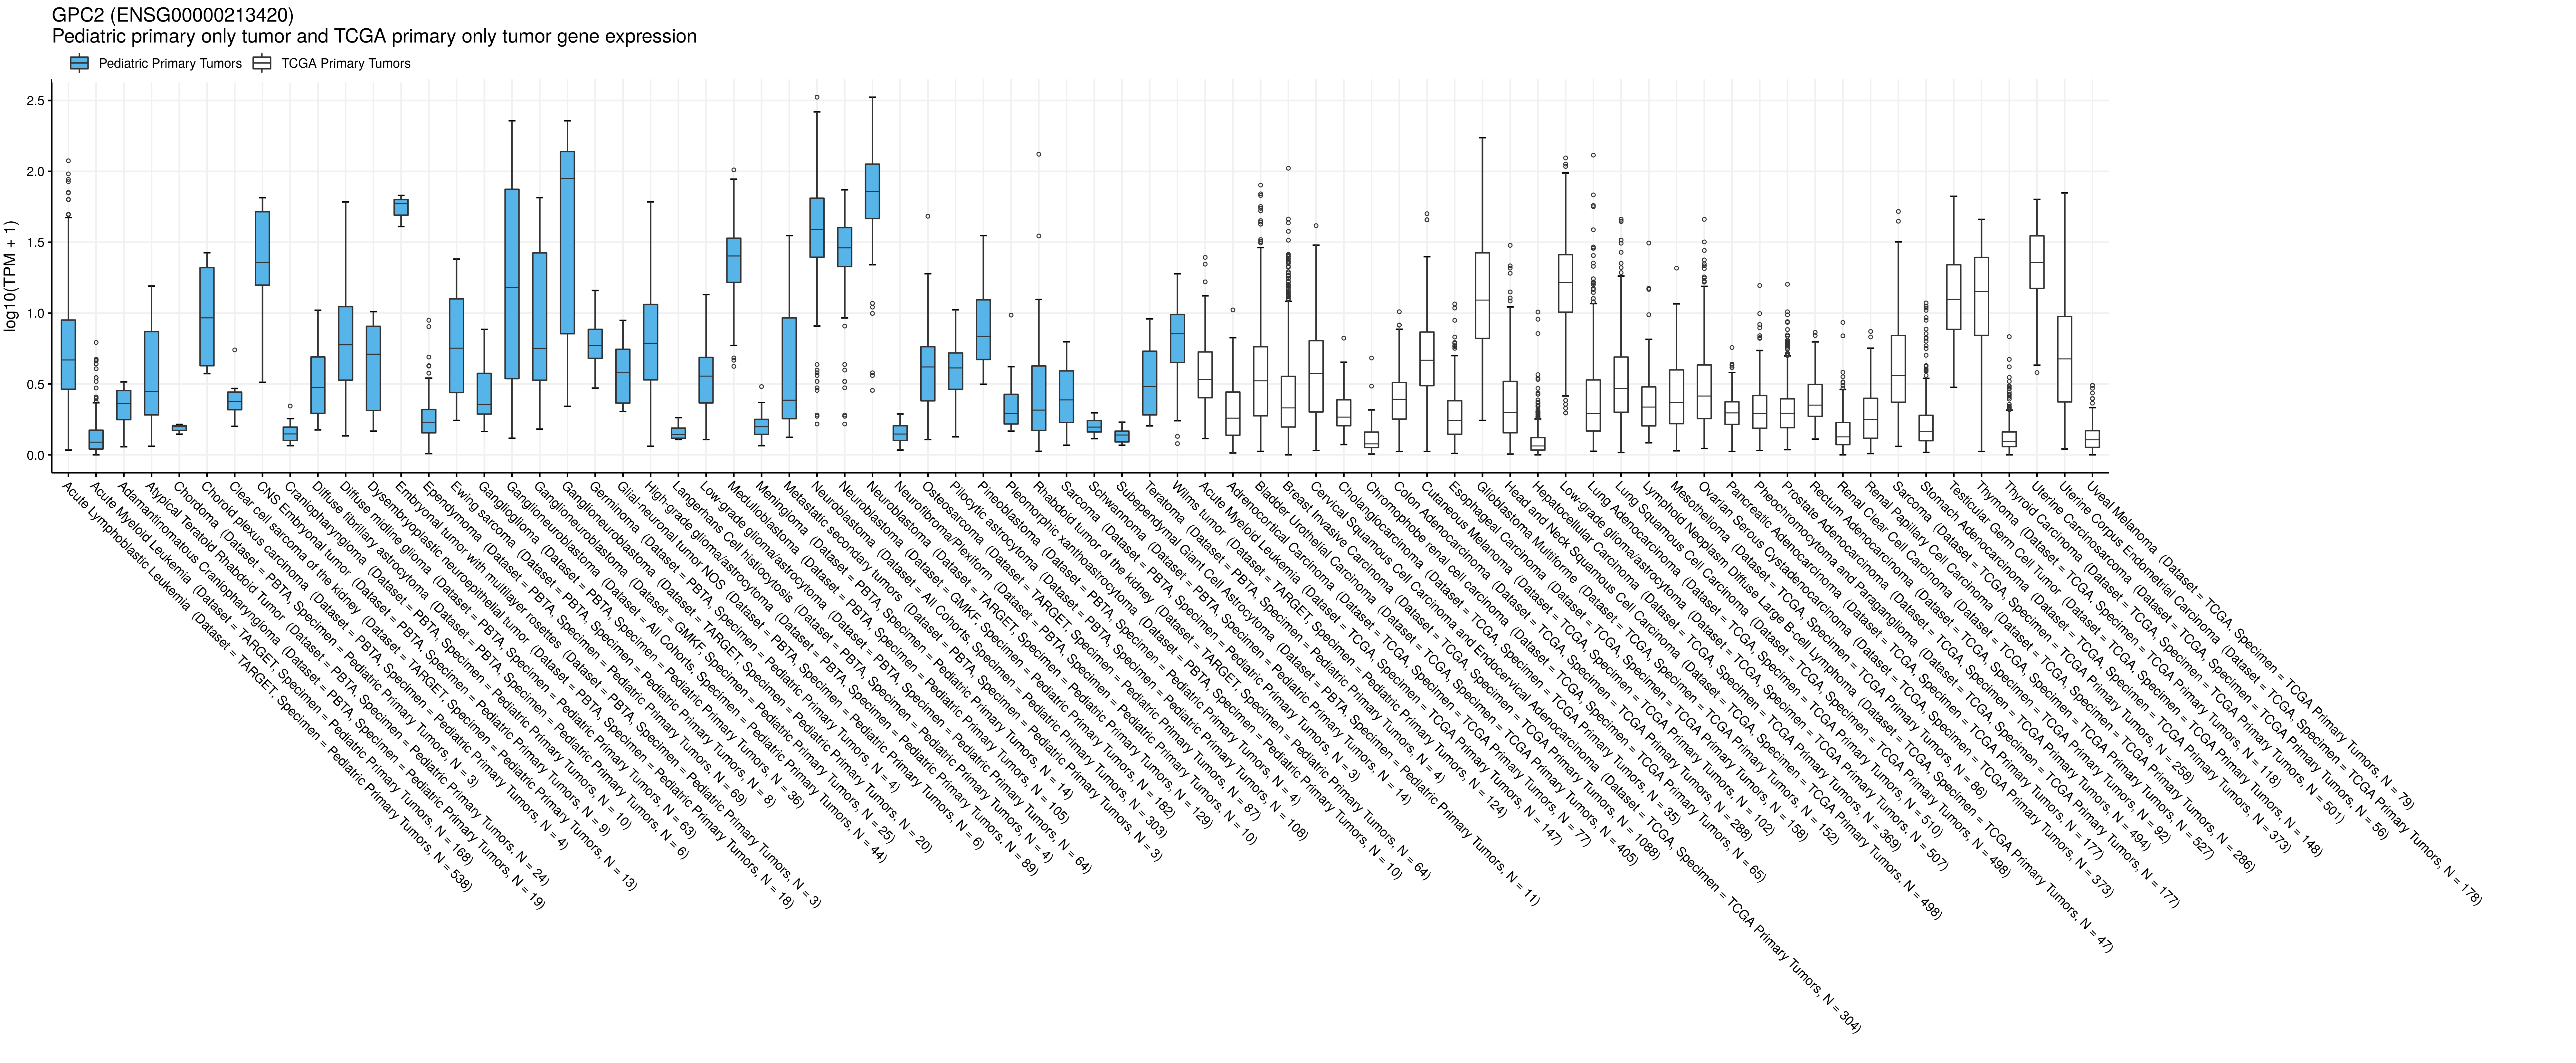 GPC2 (ENSG00000213420)
Pediatric primary only tumor and TCGA primary only tumor gene expression
Pediatric Primary Tumors
TCGA Primary Tumors
log10(TPM + 1)
2.5
2.0
1.5
1.0
0.5
0.0
Acute Lymphoblastic Leukemia (Dataset = TARGET, Specimen = Pediatric Primary Tumors, N = 538)
Acute Myeloid Leukemia (Dataset = TARGET, Specimen = Pediatric Primary Tumors, N = 168)
Adamantinomatous Craniopharyngioma (Dataset = PBTA, Specimen = Pediatric Primary Tumors, N = 19)
Atypical Teratoid Rhabdoid Tumor (Dataset = PBTA, Specimen = Pediatric Primary Tumors, N = 24)
Chordoma (Dataset = PBTA, Specimen = Pediatric Primary Tumors, N = 3)
Choroid plexus carcinoma (Dataset = PBTA, Specimen = Pediatric Primary Tumors, N = 4)
Clear cell sarcoma of the kidney (Dataset = TARGET, Specimen = Pediatric Primary Tumors, N = 13)
CNS Embryonal tumor (Dataset = PBTA, Specimen = Pediatric Primary Tumors, N = 9)
Craniopharyngioma (Dataset = PBTA, Specimen = Pediatric Primary Tumors, N = 10)
Diffuse fibrillary astrocytoma (Dataset = PBTA, Specimen = Pediatric Primary Tumors, N = 6)
Diffuse midline glioma (Dataset = PBTA, Specimen = Pediatric Primary Tumors, N = 63)
Dysembryoplastic neuroepithelial tumor (Dataset = PBTA, Specimen = Pediatric Primary Tumors, N = 18)
Embryonal tumor with multilayer rosettes (Dataset = PBTA, Specimen = Pediatric Primary Tumors, N = 3)
Ependymoma (Dataset = PBTA, Specimen = Pediatric Primary Tumors, N = 69)
Ewing sarcoma (Dataset = PBTA, Specimen = Pediatric Primary Tumors, N = 8)
Ganglioglioma (Dataset = PBTA, Specimen = Pediatric Primary Tumors, N = 36)
Ganglioneuroblastoma (Dataset = All Cohorts, Specimen = Pediatric Primary Tumors, N = 44)
Ganglioneuroblastoma (Dataset = GMKF, Specimen = Pediatric Primary Tumors, N = 25)
Ganglioneuroblastoma (Dataset = TARGET, Specimen = Pediatric Primary Tumors, N = 20)
Germinoma (Dataset = PBTA, Specimen = Pediatric Primary Tumors, N = 4)
Glial-neuronal tumor NOS (Dataset = PBTA, Specimen = Pediatric Primary Tumors, N = 6)
High-grade glioma/astrocytoma (Dataset = PBTA, Specimen = Pediatric Primary Tumors, N = 89)
Langerhans Cell histiocytosis (Dataset = PBTA, Specimen = Pediatric Primary Tumors, N = 4)
Low-grade glioma/astrocytoma (Dataset = PBTA, Specimen = Pediatric Primary Tumors, N = 64)
Medulloblastoma (Dataset = PBTA, Specimen = Pediatric Primary Tumors, N = 105)
Meningioma (Dataset = PBTA, Specimen = Pediatric Primary Tumors, N = 14)
Metastatic secondary tumors (Dataset = PBTA, Specimen = Pediatric Primary Tumors, N = 3)
Neuroblastoma (Dataset = All Cohorts, Specimen = Pediatric Primary Tumors, N = 303)
Neuroblastoma (Dataset = GMKF, Specimen = Pediatric Primary Tumors, N = 182)
Neuroblastoma (Dataset = TARGET, Specimen = Pediatric Primary Tumors, N = 129)
Neurofibroma/Plexiform (Dataset = PBTA, Specimen = Pediatric Primary Tumors, N = 10)
Osteosarcoma (Dataset = TARGET, Specimen = Pediatric Primary Tumors, N = 87)
Pilocytic astrocytoma (Dataset = PBTA, Specimen = Pediatric Primary Tumors, N = 108)
Pineoblastoma (Dataset = PBTA, Specimen = Pediatric Primary Tumors, N = 4)
Pleomorphic xanthoastrocytoma (Dataset = PBTA, Specimen = Pediatric Primary Tumors, N = 10)
Rhabdoid tumor of the kidney (Dataset = TARGET, Specimen = Pediatric Primary Tumors, N = 64)
Sarcoma (Dataset = PBTA, Specimen = Pediatric Primary Tumors, N = 3)
Schwannoma (Dataset = PBTA, Specimen = Pediatric Primary Tumors, N = 14)
Subependymal Giant Cell Astrocytoma (Dataset = PBTA, Specimen = Pediatric Primary Tumors, N = 11)
Teratoma (Dataset = PBTA, Specimen = Pediatric Primary Tumors, N = 4)
Wilms tumor (Dataset = TARGET, Specimen = Pediatric Primary Tumors, N = 124)
Acute Myeloid Leukemia (Dataset = TCGA, Specimen = TCGA Primary Tumors, N = 147)
Adrenocortical Carcinoma (Dataset = TCGA, Specimen = TCGA Primary Tumors, N = 77)
Bladder Urothelial Carcinoma (Dataset = TCGA, Specimen = TCGA Primary Tumors, N = 405)
Breast Invasive Carcinoma (Dataset = TCGA, Specimen = TCGA Primary Tumors, N = 1088)
Cervical Squamous Cell Carcinoma and Endocervical Adenocarcinoma (Dataset = TCGA, Specimen = TCGA Primary Tumors, N = 304)
Cholangiocarcinoma (Dataset = TCGA, Specimen = TCGA Primary Tumors, N = 35)
Chromophobe renal cell carcinoma (Dataset = TCGA, Specimen = TCGA Primary Tumors, N = 65)
Colon Adenocarcinoma (Dataset = TCGA, Specimen = TCGA Primary Tumors, N = 288)
Cutaneous Melanoma (Dataset = TCGA, Specimen = TCGA Primary Tumors, N = 102)
Esophageal Carcinoma (Dataset = TCGA, Specimen = TCGA Primary Tumors, N = 158)
Glioblastoma Multiforme (Dataset = TCGA, Specimen = TCGA Primary Tumors, N = 152)
Head and Neck Squamous Cell Carcinoma (Dataset = TCGA, Specimen = TCGA Primary Tumors, N = 498)
Hepatocellular Carcinoma (Dataset = TCGA, Specimen = TCGA Primary Tumors, N = 369)
Low-grade glioma/astrocytoma (Dataset = TCGA, Specimen = TCGA Primary Tumors, N = 510)
Lung Adenocarcinoma (Dataset = TCGA, Specimen = TCGA Primary Tumors, N = 507)
Lung Squamous Cell Carcinoma (Dataset = TCGA, Specimen = TCGA Primary Tumors, N = 498)
Lymphoid Neoplasm Diffuse Large B-cell Lymphoma (Dataset = TCGA, Specimen = TCGA Primary Tumors, N = 47)
Mesothelioma (Dataset = TCGA, Specimen = TCGA Primary Tumors, N = 86)
Ovarian Serous Cystadenocarcinoma (Dataset = TCGA, Specimen = TCGA Primary Tumors, N = 373)
Pancreatic Adenocarcinoma (Dataset = TCGA, Specimen = TCGA Primary Tumors, N = 177)
Pheochromocytoma and Paraganglioma (Dataset = TCGA, Specimen = TCGA Primary Tumors, N = 177)
Prostate Adenocarcinoma (Dataset = TCGA, Specimen = TCGA Primary Tumors, N = 494)
Rectum Adenocarcinoma (Dataset = TCGA, Specimen = TCGA Primary Tumors, N = 92)
Renal Clear Cell Carcinoma (Dataset = TCGA, Specimen = TCGA Primary Tumors, N = 527)
Renal Papillary Cell Carcinoma (Dataset = TCGA, Specimen = TCGA Primary Tumors, N = 286)
Sarcoma (Dataset = TCGA, Specimen = TCGA Primary Tumors, N = 258)
Stomach Adenocarcinoma (Dataset = TCGA, Specimen = TCGA Primary Tumors, N = 373)
Testicular Germ Cell Tumor (Dataset = TCGA, Specimen = TCGA Primary Tumors, N = 148)
Thymoma (Dataset = TCGA, Specimen = TCGA Primary Tumors, N = 118)
Thyroid Carcinoma (Dataset = TCGA, Specimen = TCGA Primary Tumors, N = 501)
Uterine Carcinosarcoma (Dataset = TCGA, Specimen = TCGA Primary Tumors, N = 56)
Uterine Corpus Endometrial Carcinoma (Dataset = TCGA, Specimen = TCGA Primary Tumors, N = 178)
Uveal Melanoma (Dataset = TCGA, Specimen = TCGA Primary Tumors, N = 79)